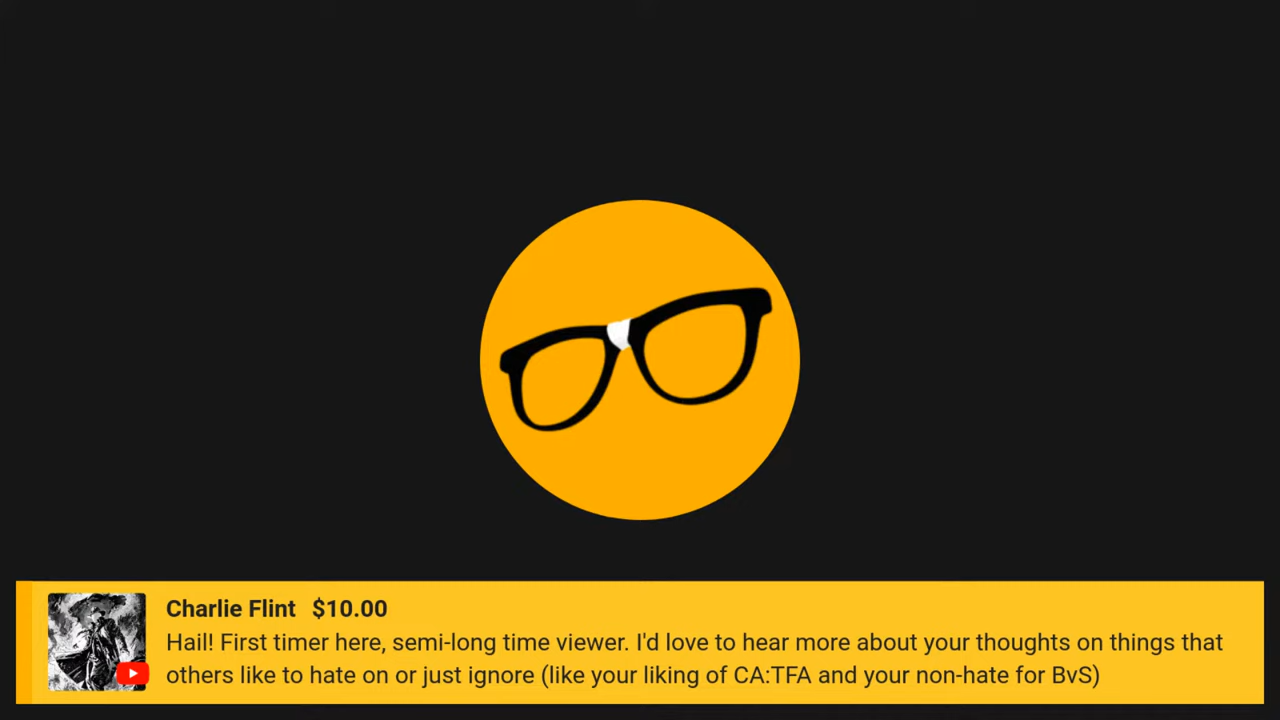 Charlie Flint $10.00
Hail! First timer here, semi-long time viewer. I'd love to hear more about your thoughts on things that
others like to hate on or just ignore (like your liking of CA:TFA and your non-hate for BvS)